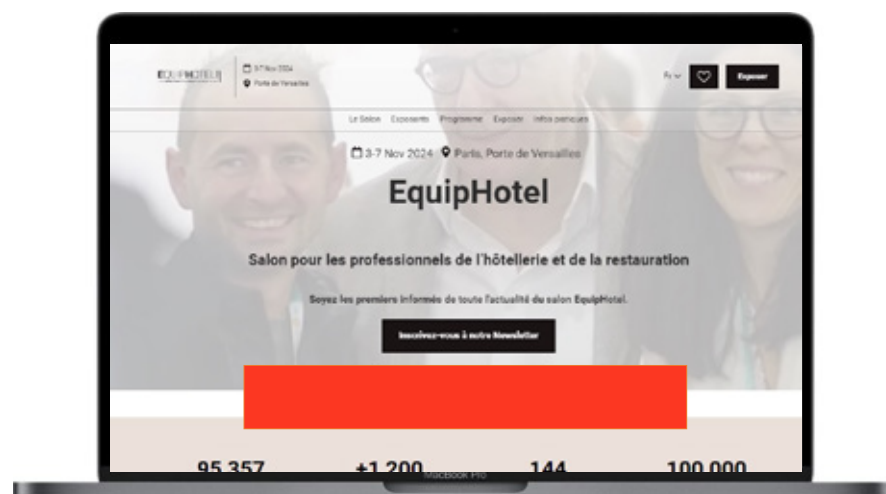 EQUIPHOTEL
3-7 Nov 2024
Porte de Versailles
Fr
Exposer
Le Salon Exposants Programme Exposer Infos pratiques
3-7 Nov 2024 Paris, Porte de Versailles
EquipHotel
Salon pour les professionnels de l'hôtellerie et de la restauration
Soyez les premiers informés de toute l'actualité du salon EquipHotel.
Inscrivez-vous à notre Newsletter
95 357 +1 200 144 100 000
MacBook Pro